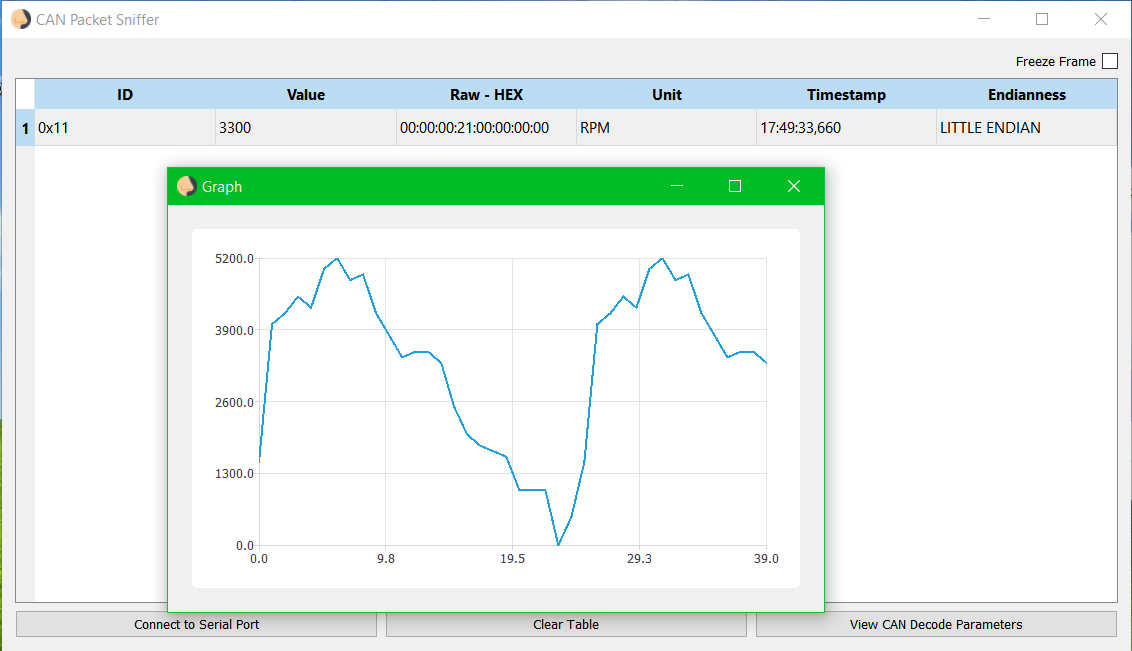 CAN Packet Sniffer
Freeze Frame
ID Value Raw - HEX Unit Timestamp Endianness
1 0x11 3300 00:00:00:21:00:00:00:00 RPM 17:49:33,660 LITTLE ENDIAN
Graph
5200.0
3900.0
2600.0
1300.0
0.0
0.0 9.8 19.5 29.3 39.0
Connect to Serial Port Clear Table View CAN Decode Parameters